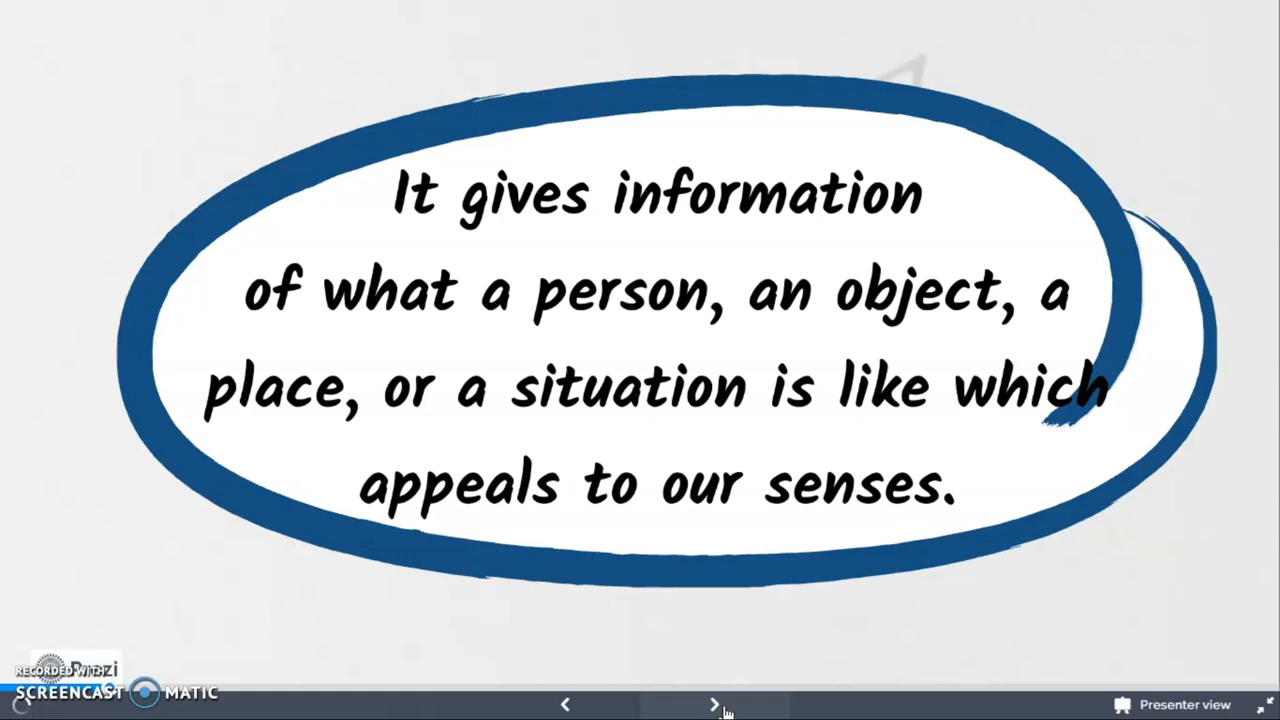 It gives information
of what a person, an object, a
place, or a situation is like which
appeals to our senses.
Prezi
RECORDED WITH
SCREENCAST MATIC
Presenter view